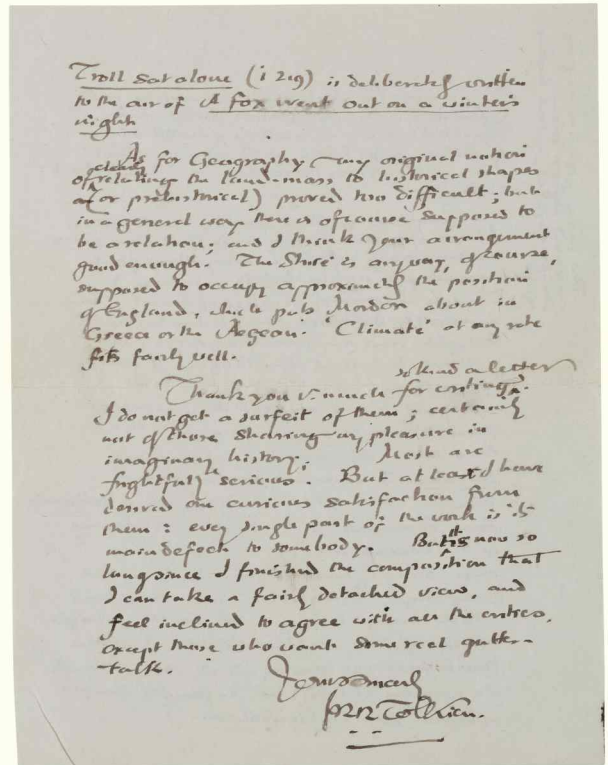 Troll sat alone (i 219) is deliberately written
to the air of A fox went out on a winter's
night
As for Geography – any original notion
of closely relating the land-mass to historical shapes
(or prehistorical) proved too difficult; but
in a general way there is of course supposed to
be a relation; and I think your arrangement
good enough. The Shire is anyway, of course,
supposed to occupy approximately the position
of England, which puts Mordor about in
Greece or the Aegean. 'Climate' at any rate
fits fairly well.
Thank you v. much for writing so kind a letter.
I do not get a surfeit of them; certainly
not of those sharing my pleasure in
imaginary history. Most are
frightfully serious. But at least I have
derived one curious satisfaction from
them: every single part of the work is its
main defect to somebody. But it is now so
long since I finished the composition that
I can take a fairly detached view, and
feel inclined to agree with all the critics,
except those who want some real gutter-
talk.
Yours sincerely
JRRTolkien.